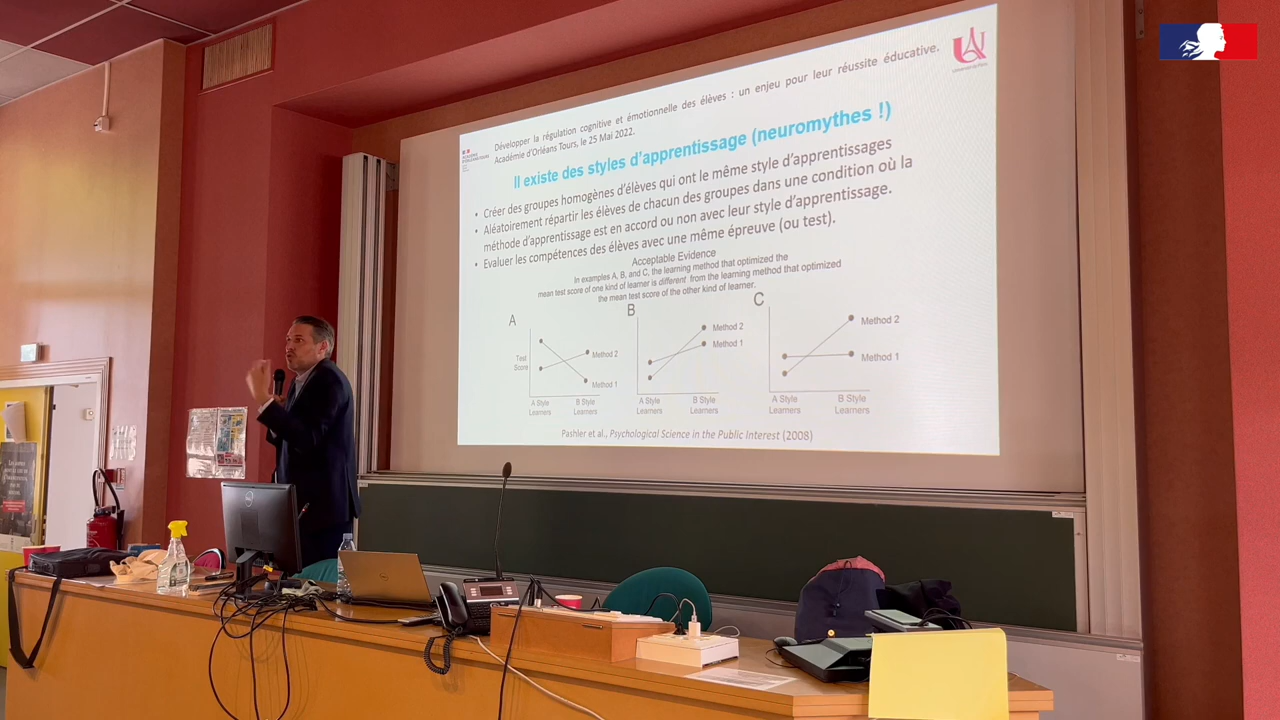 Développer la régulation cognitive et émotionnelle des élèves : un enjeu pour leur réussite éducative.
Académie d'Orléans Tours, le 25 Mai 2022.
Il existe des styles d'apprentissage (neuromythes !)
• Créer des groupes homogènes d'élèves qui ont le même style d'apprentissages
• Aléatoirement répartir les élèves de chacun des groupes dans une condition où la
méthode d'apprentissage est en accord ou non avec leur style d'apprentissage.
• Evaluer les compétences des élèves avec une même épreuve (ou test).
Acceptable Evidence
In examples A, B, and C, the learning method that optimized the
mean test score of one kind of learner is different from the learning method that optimized
the mean test score of the other kind of learner.
A
Test
Score
Method 2
Method 1
A Style
Learners
B Style
Learners
B
Method 2
Method 1
A Style
Learners
B Style
Learners
C
Method 2
Method 1
A Style
Learners
B Style
Learners
Pashler et al., Psychological Science in the Public Interest (2008)